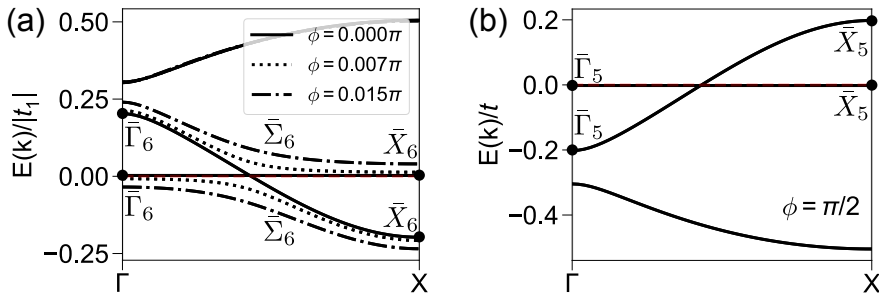 (a)
E(k)/|t₁|
0.50
0.25
0.00
−0.25
ϕ = 0.000π
ϕ = 0.007π
ϕ = 0.015π
Γ̄₆
Σ̄₆
X̄₆
Γ̄₆
Σ̄₆
X̄₆
Γ
X
(b)
E(k)/t
0.2
0.0
−0.2
−0.4
X̄₅
Γ̄₅
X̄₅
Γ̄₅
ϕ = π/2
Γ
X